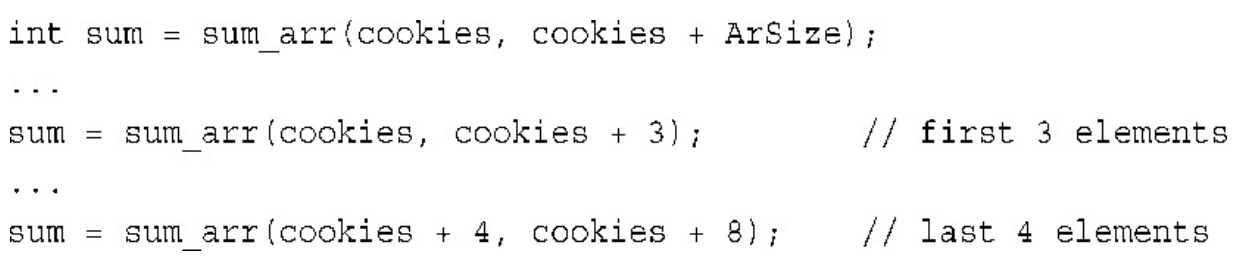 int sum = sum_arr(cookies, cookies + ArSize);
...
sum = sum_arr(cookies, cookies + 3); // first 3 elements
...
sum = sum_arr(cookies + 4, cookies + 8); // last 4 elements